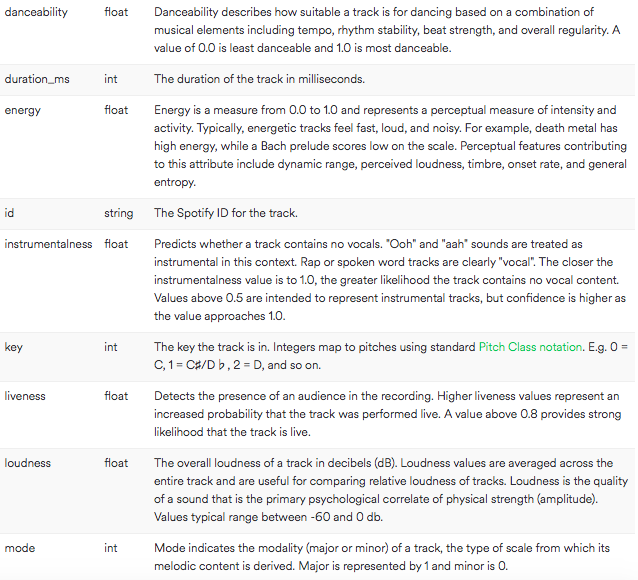 danceability float Danceability describes how suitable a track is for dancing based on a combination of
musical elements including tempo, rhythm stability, beat strength, and overall regularity. A
value of 0.0 is least danceable and 1.0 is most danceable.
duration_ms int The duration of the track in milliseconds.
energy float Energy is a measure from 0.0 to 1.0 and represents a perceptual measure of intensity and
activity. Typically, energetic tracks feel fast, loud, and noisy. For example, death metal has
high energy, while a Bach prelude scores low on the scale. Perceptual features contributing
to this attribute include dynamic range, perceived loudness, timbre, onset rate, and general
entropy.
id string The Spotify ID for the track.
instrumentalness float Predicts whether a track contains no vocals. "Ooh" and "aah" sounds are treated as
instrumental in this context. Rap or spoken word tracks are clearly "vocal". The closer the
instrumentalness value is to 1.0, the greater likelihood the track contains no vocal content.
Values above 0.5 are intended to represent instrumental tracks, but confidence is higher as
the value approaches 1.0.
key int The key the track is in. Integers map to pitches using standard Pitch Class notation. E.g. 0 =
C, 1 = C♯/D♭, 2 = D, and so on.
liveness float Detects the presence of an audience in the recording. Higher liveness values represent an
increased probability that the track was performed live. A value above 0.8 provides strong
likelihood that the track is live.
loudness float The overall loudness of a track in decibels (dB). Loudness values are averaged across the
entire track and are useful for comparing relative loudness of tracks. Loudness is the quality
of a sound that is the primary psychological correlate of physical strength (amplitude).
Values typical range between -60 and 0 db.
mode int Mode indicates the modality (major or minor) of a track, the type of scale from which its
melodic content is derived. Major is represented by 1 and minor is 0.